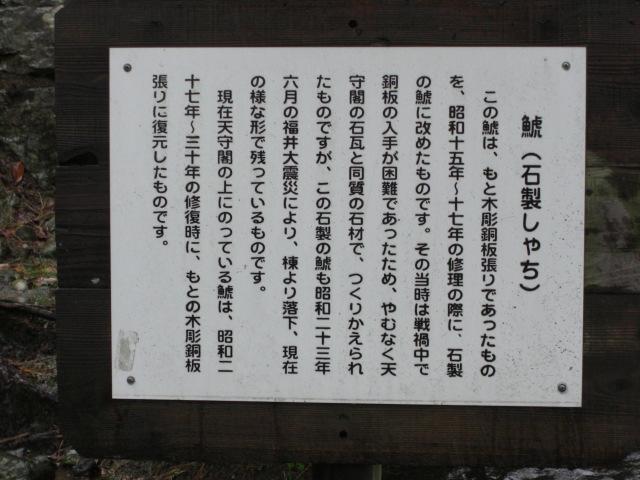 鯱（石製しゃち）
この鯱は、もと木彫銅板張りであったもの
を、昭和十五年〜十七年の修理の際に、石製
の鯱に改めたものです。その当時は戦禍中で
銅板の入手が困難であったため、やむなく天
守閣の石瓦と同質の石材で、つくりかえられ
たものですが、この石製の鯱も昭和二十三年
六月の福井大震災により、棟より落下、現在
の様な形で残っているものです。
現在天守閣の上にのっている鯱は、昭和二
十七年〜三十年の修復時に、もとの木彫銅板
張りに復元したものです。